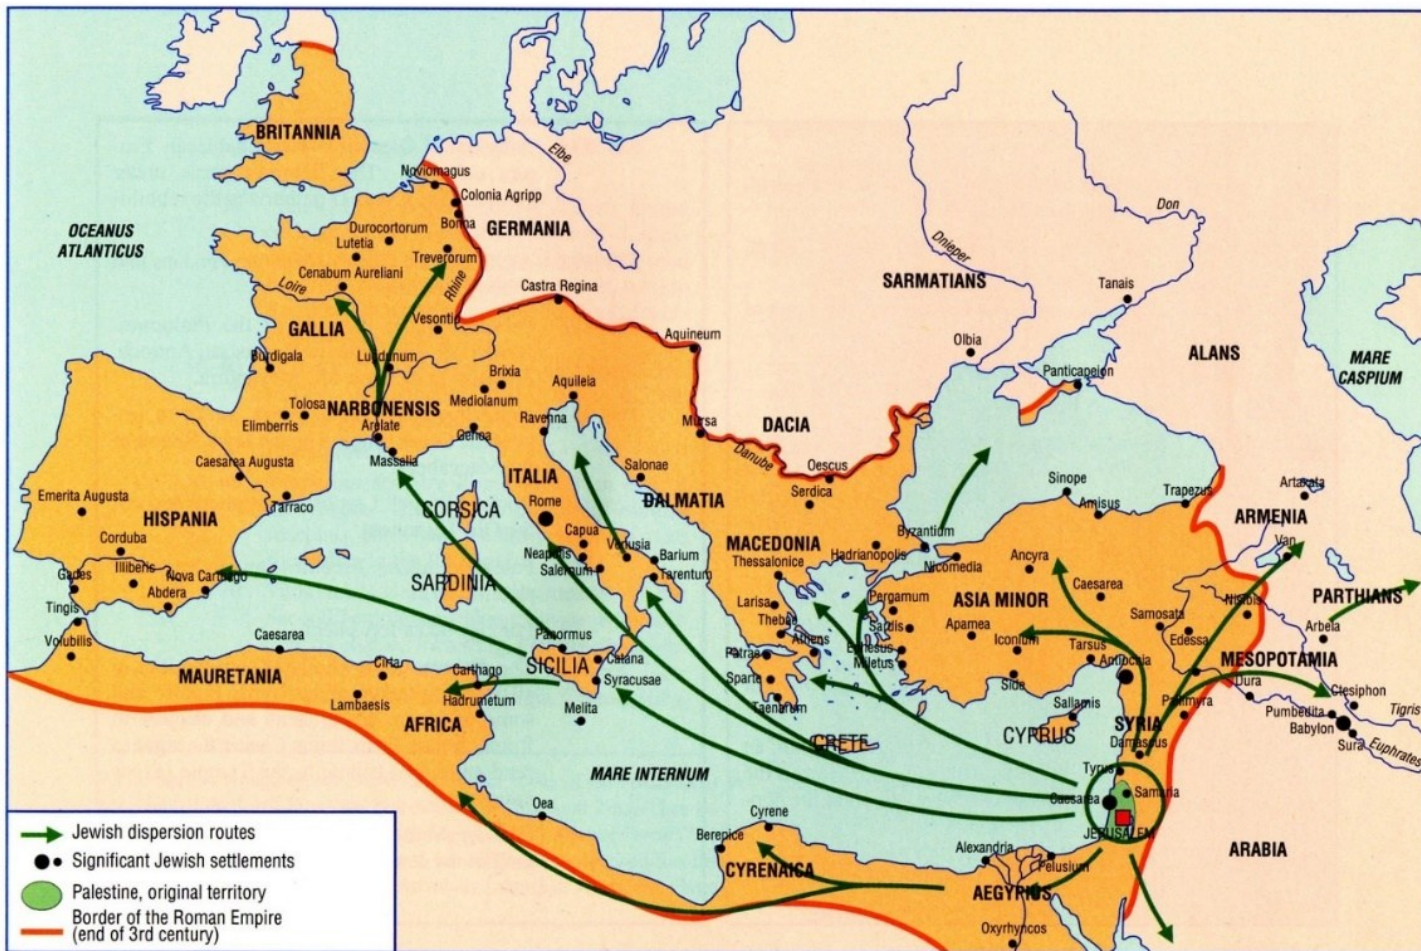 BRITANNIA
OCEANUS
ATLANTICUS
Noviomagus
Colonia Agripp
Bonna
GERMANIA
Elbe
Durocortorum
Lutetia
Treverorum
Cenabum Aureliani
Loire
Rhine
Castra Regina
GALLIA
Vesontio
Burdigala
Lugdunum
Aquineum
Brixia
Mediolanum
Aquileia
Tolosa
NARBONENSIS
Elimberris
Arelate
Genoa
Ravenna
Mursa
Massalia
Caesarea Augusta
ITALIA
Salonae
Danube
DACIA
Oescus
Serdica
Emerita Augusta
Tarraco
CORSICA
Rome
DALMATIA
HISPANIA
Corduba
Illiberis
Capua
Venusia
Barium
Neapolis
Salernum
Tarentum
SARDINIA
MACEDONIA
Thessalonice
Hadrianopolis
Byzantium
Nicomedia
Gades
Nova Carthago
Abdera
Tingis
Volubilis
Caesarea
Panormus
SICILIA
Catana
Syracusae
MAURETANIA
Cirta
Carthago
Lambaesis
Hadrumetum
AFRICA
Melita
Larisa
Thebae
Athens
Patrae
Sparte
Taenarum
Pergamum
Sardis
Ephesus
Miletus
Apamea
ASIA MINOR
Ancyra
Caesarea
Iconium
Side
Tarsus
Antiochia
Samosata
Edessa
Nisibis
Sinope
Amisus
Trapezus
SARMATIANS
Dnieper
Don
Tanais
Olbia
Panticapeion
ALANS
MARE
CASPIUM
Artaxata
ARMENIA
Van
PARTHIANS
Arbela
MESOPOTAMIA
Dura
Clesiphon
Tigris
Pumbedita
Babylon
Sura
Euphrates
Palmyra
SYRIA
Damascus
Sallamis
CYPRUS
CRETE
MARE INTERNUM
Tyrus
Caesarea
Samaria
JERUSALEM
ARABIA
Oea
Cyrene
Berenice
CYRENAICA
Alexandria
Pelusium
AEGYPIUS
Oxyrhyncos
Jewish dispersion routes
Significant Jewish settlements
Palestine, original territory
Border of the Roman Empire
(end of 3rd century)